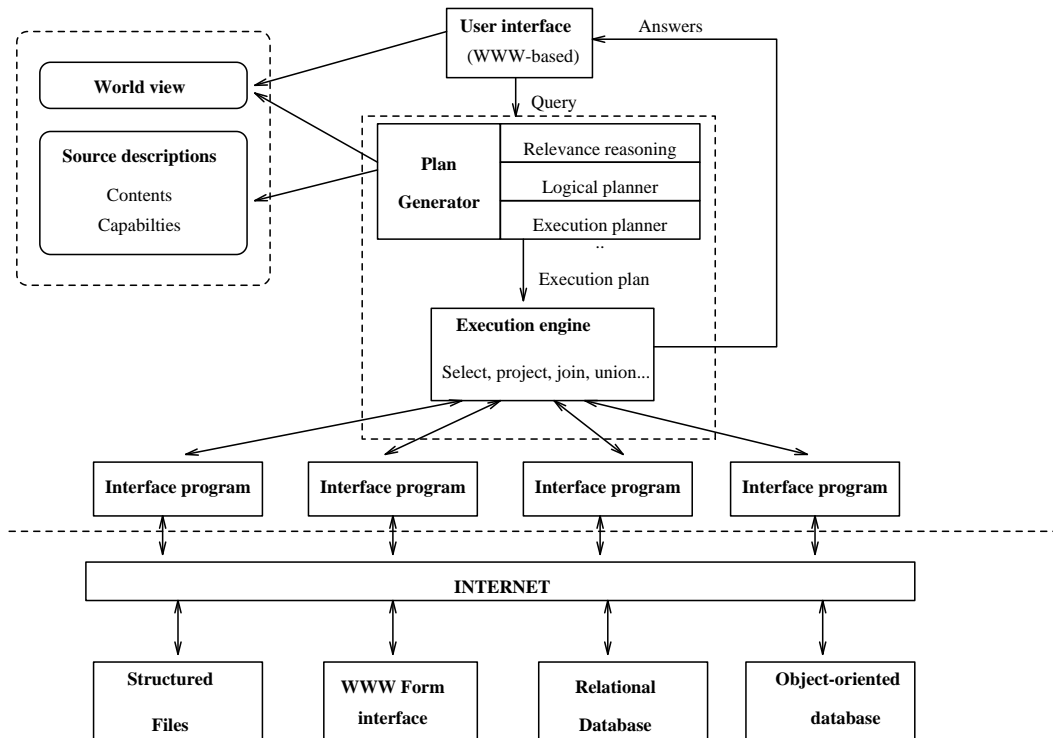 User interface
(WWW-based)
Answers
World view
Query
Source descriptions
Contents
Capabilties
Plan
Generator
Relevance reasoning
Logical planner
Execution planner
..
Execution plan
Execution engine
Select, project, join, union...
Interface program
Interface program
Interface program
Interface program
INTERNET
Structured
Files
WWW Form
interface
Relational
Database
Object-oriented
database